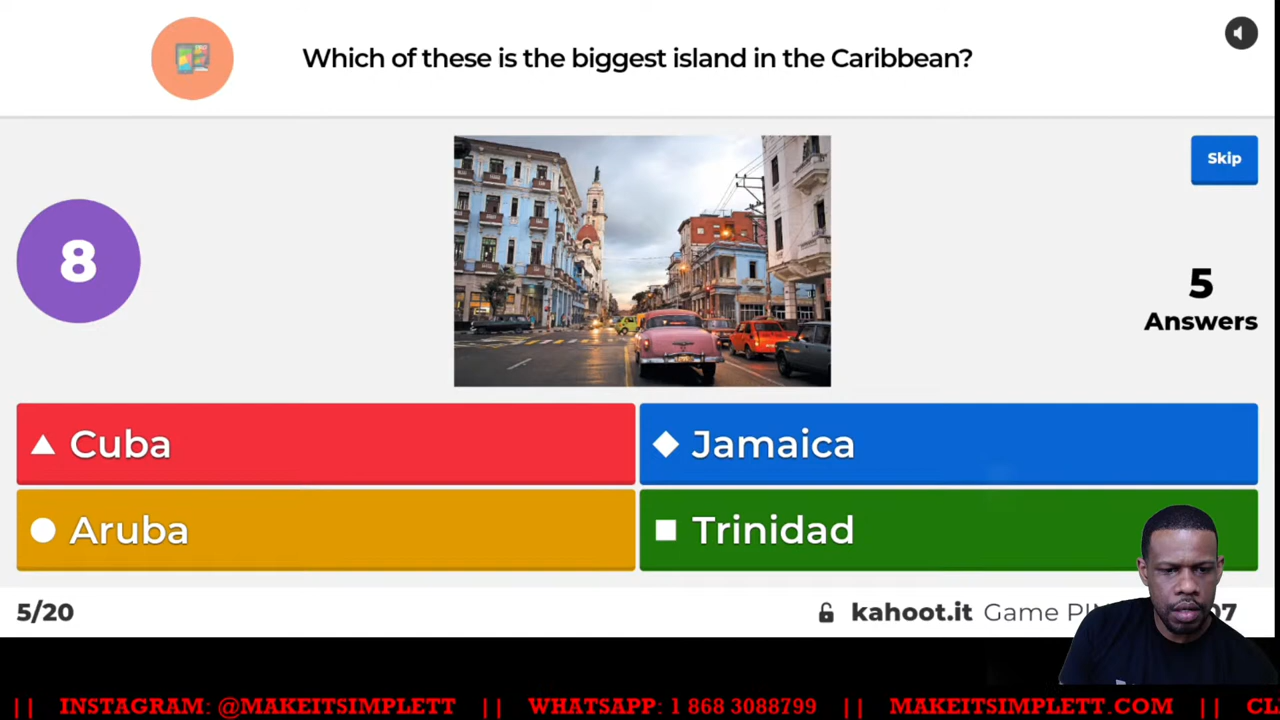 Which of these is the biggest island in the Caribbean?
Skip
8
5
Answers
Cuba
Jamaica
Aruba
Trinidad
5/20
kahoot.it Game
|| INSTAGRAM: @MAKEITSIMPLETT || WHATSAPP: 1 868 3088799 || MAKEITSIMPLETT.COM ||